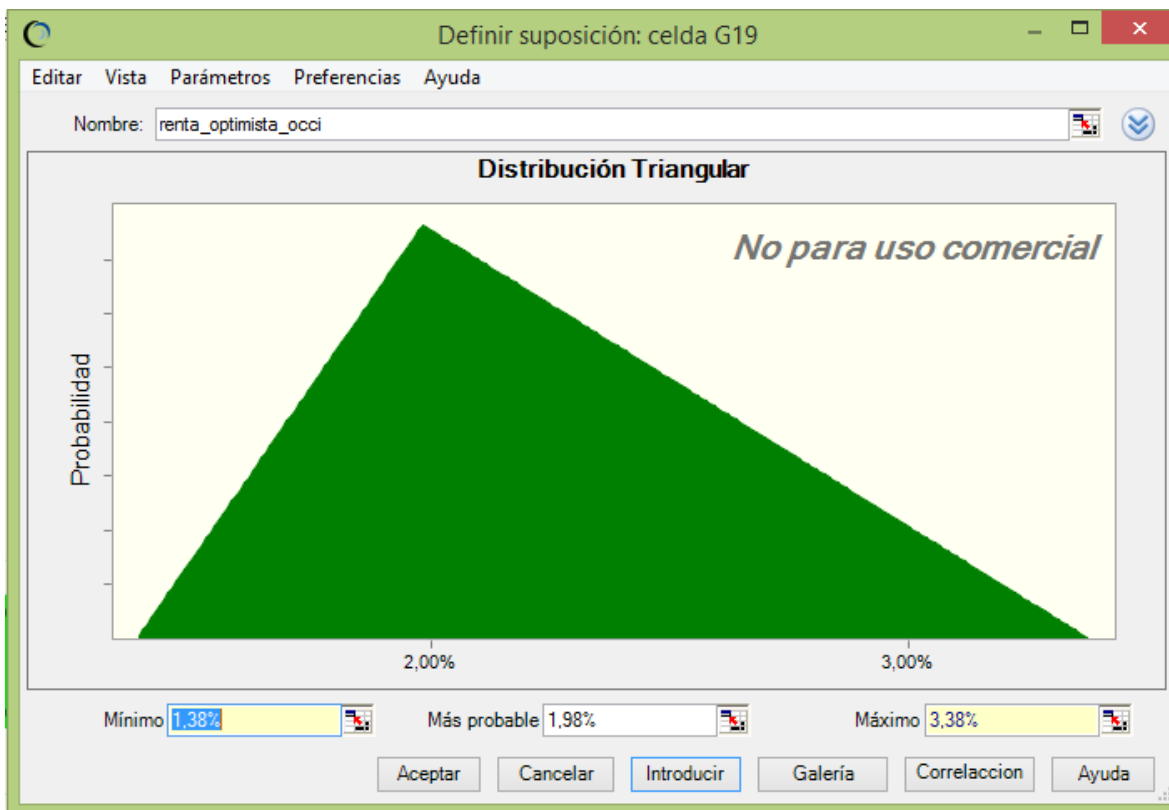 Definir suposición: celda G19
Editar Vista Parámetros Preferencias Ayuda
Nombre: renta_optimista_occi
Distribución Triangular
No para uso comercial
Probabilidad
2,00% 3,00%
Mínimo 1,38% Más probable 1,98% Máximo 3,38%
Aceptar Cancelar Introducir Galería Correlaccion Ayuda